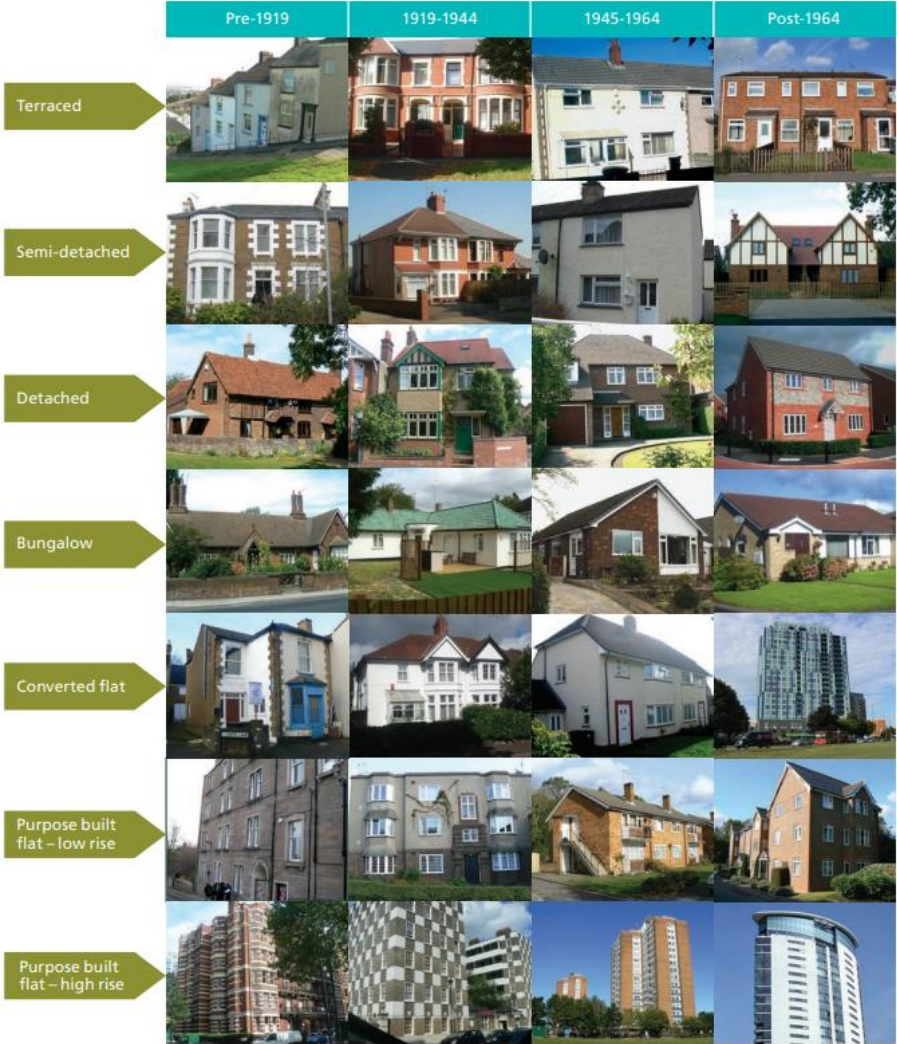 Pre-1919
1919-1944
1945-1964
Post-1964
Terraced
Semi-detached
Detached
Bungalow
Converted flat
Purpose built
flat – low rise
Purpose built
flat – high rise